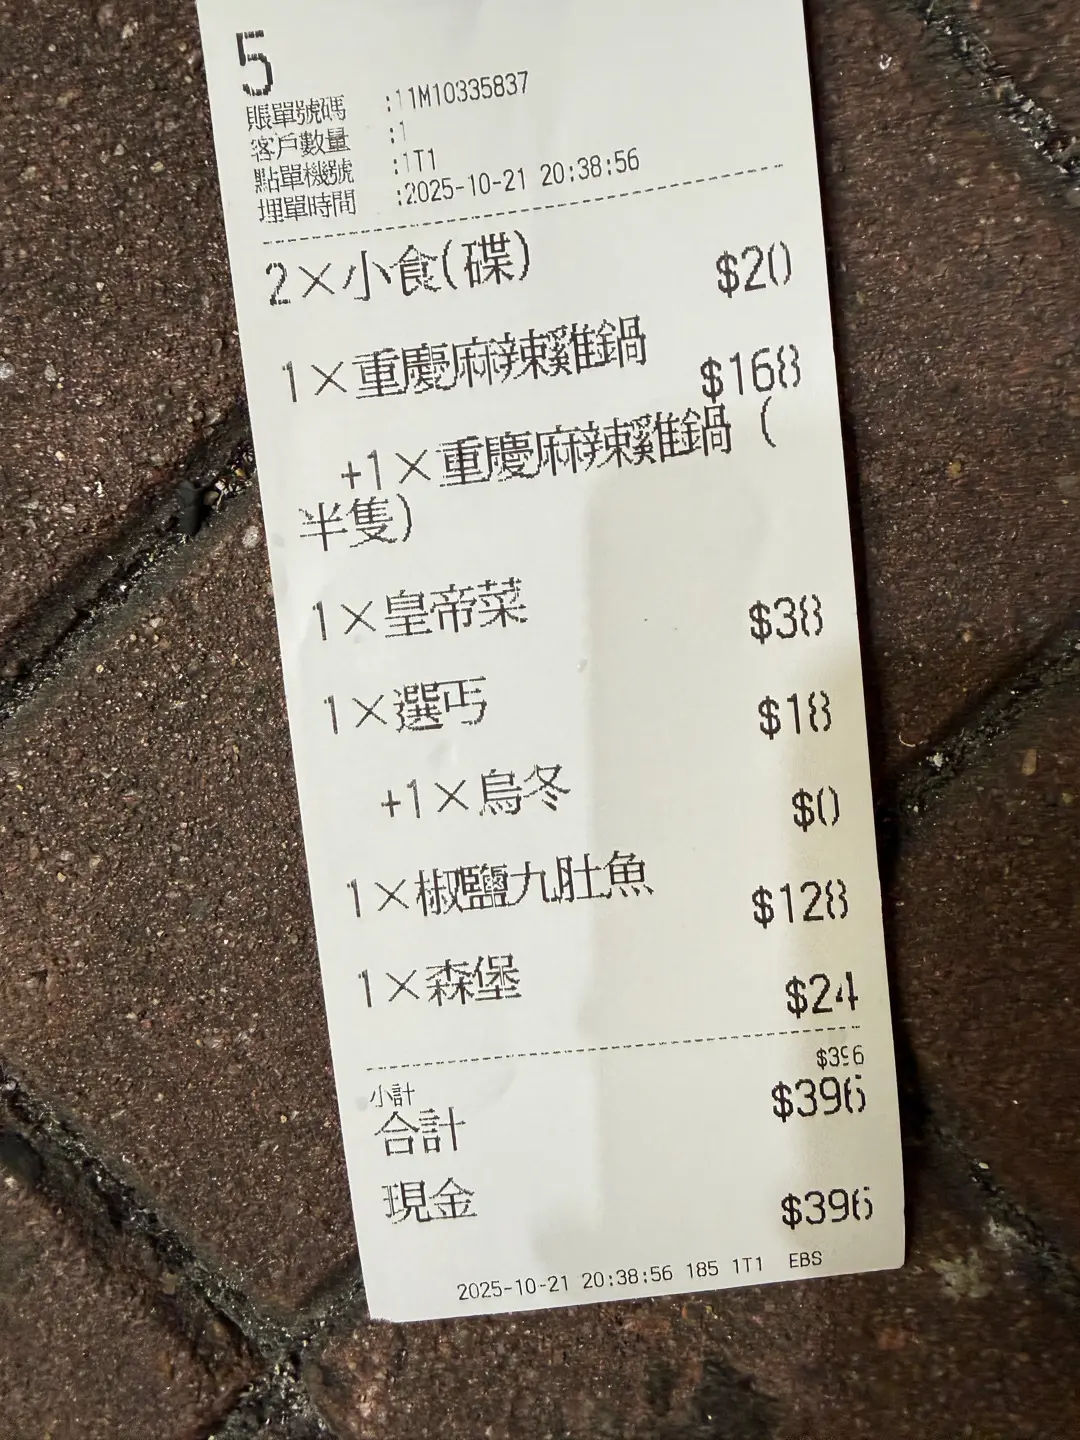 5
賬單號碼 :11M10335837
客戶數量 :1
點單機號 :1T1
埋單時間 :2025-10-21 20:38:56
2×小食(碟) $20
1×重慶麻辣雞鍋 $168
+1×重慶麻辣雞鍋 (
半隻)
1×皇帝菜 $38
1×選丐 $18
+1×烏冬 $0
1×椒鹽九肚魚 $128
1×森堡 $24
小計 $396
合計 $396
現金 $396
2025-10-21 20:38:56 185 1T1 EBS